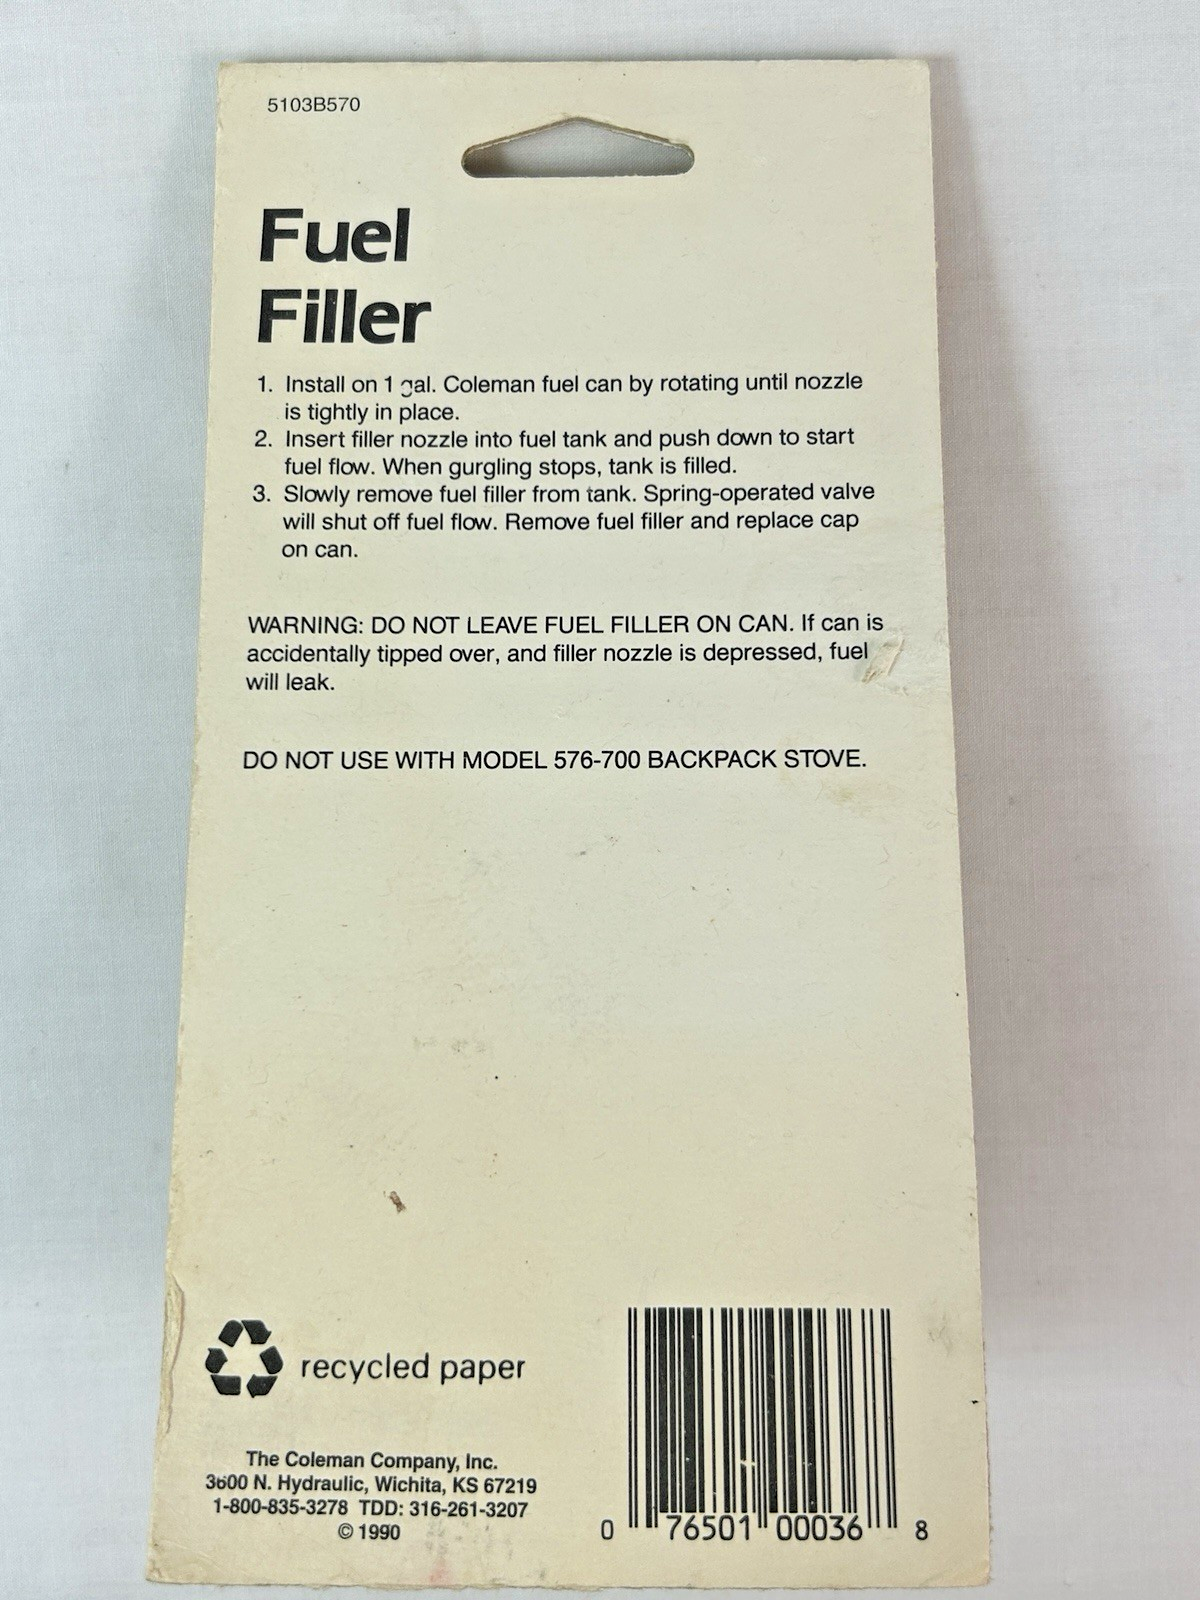 5103B570
Fuel
Filler
1. Install on 1 gal. Coleman fuel can by rotating until nozzle
is tightly in place.
2. Insert filler nozzle into fuel tank and push down to start
fuel flow. When gurgling stops, tank is filled.
3. Slowly remove fuel filler from tank. Spring-operated valve
will shut off fuel flow. Remove fuel filler and replace cap
on can.
WARNING: DO NOT LEAVE FUEL FILLER ON CAN. If can is
accidentally tipped over, and filler nozzle is depressed, fuel
will leak.
DO NOT USE WITH MODEL 576-700 BACKPACK STOVE.
recycled paper
The Coleman Company, Inc.
3600 N. Hydraulic, Wichita, KS 67219
1-800-835-3278 TDD: 316-261-3207
© 1990
0 76501 00036 8